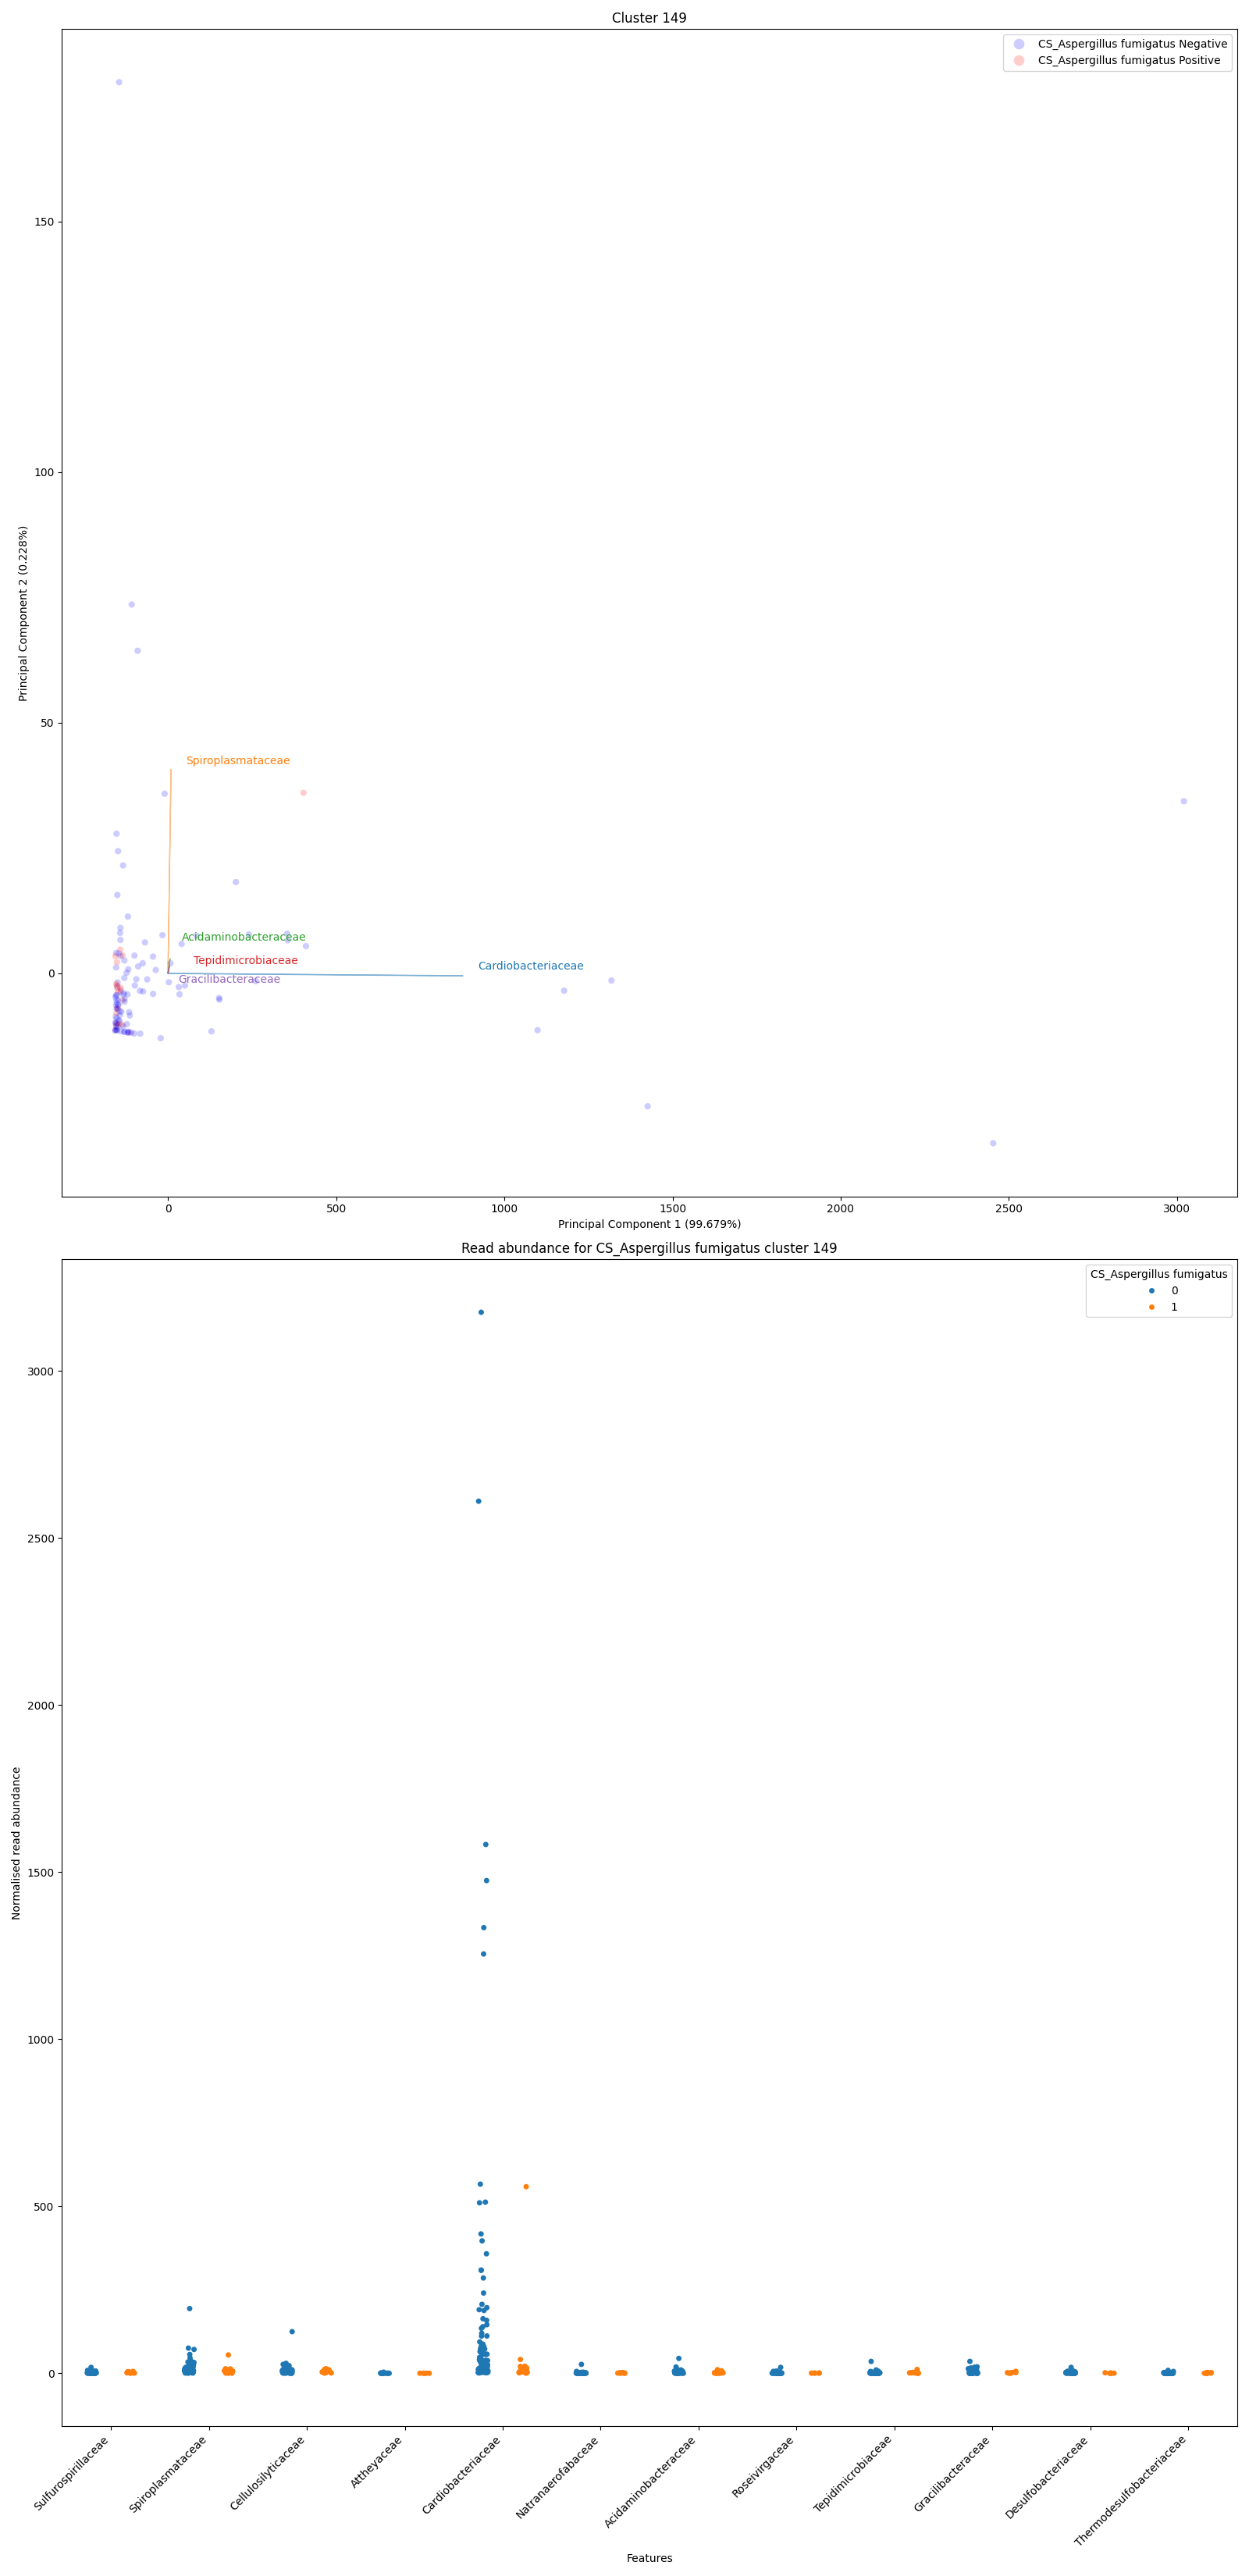 Cluster 149
CS_Aspergillus fumigatus Negative
CS_Aspergillus fumigatus Positive
150
100
50
0
Principal Component 2 (0.228%)
Spiroplasmataceae
Acidaminobacteraceae
Tepidimicrobiaceae
Cardiobacteriaceae
Gracilibacteraceae
0
500
1000
1500
2000
2500
3000
Principal Component 1 (99.679%)
Read abundance for CS_Aspergillus fumigatus cluster 149
CS_Aspergillus fumigatus
0
1
3000
2500
2000
1500
1000
500
0
Normalised read abundance
Sulfurospirillaceae
Spiroplasmataceae
Cellulosilyticaceae
Attheyaceae
Cardiobacteriaceae
Natranaerofabaceae
Acidaminobacteraceae
Roseivirgaceae
Tepidimicrobiaceae
Gracilibacteraceae
Desulfobacteriaceae
Thermodesulfobacteriaceae
Features